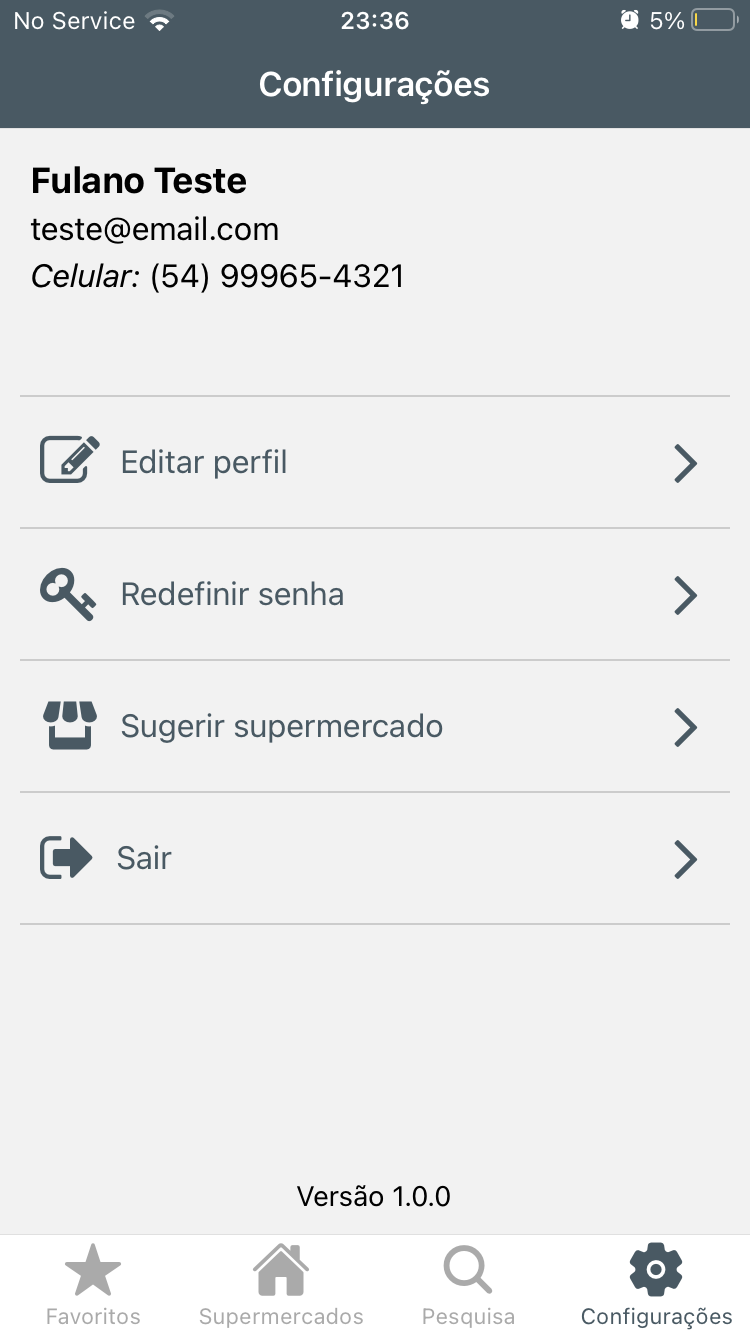 No Service 23:36 5%
Configurações
Fulano Teste
teste@email.com
Celular: (54) 99965-4321
Editar perfil
Redefinir senha
Sugerir supermercado
Sair
Versão 1.0.0
Favoritos Supermercados Pesquisa Configurações